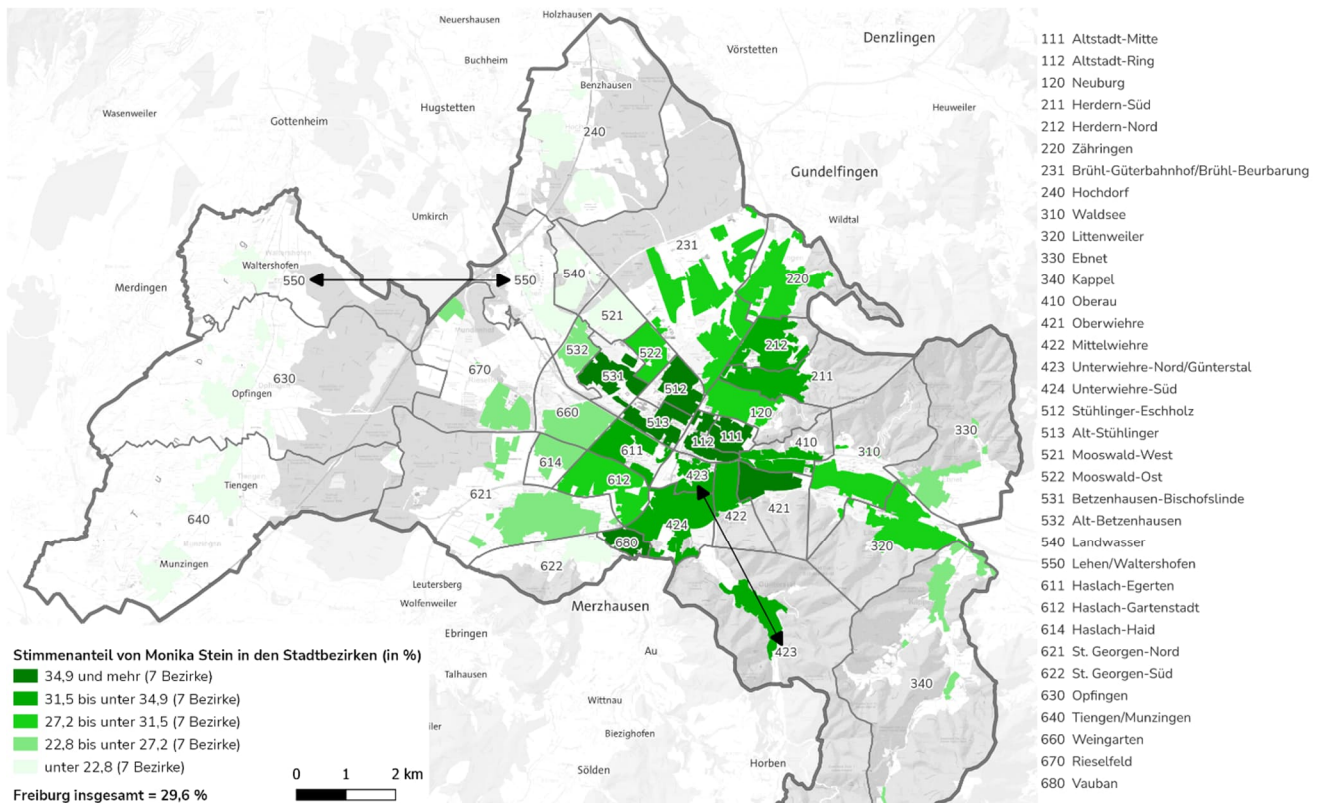 Neuershausen
Holzhausen
Denzlingen
Vörstetten
Buchheim
Benzhausen
Hugstetten
Heuweiler
Wasenweiler
Gottenheim
240
Gundelfingen
Umkirch
Wildtal
231
Waltershofen
550
550
540
220
Merdingen
521
532
522
212
670
531
211
630
512
Opfingen
660
120
513
330
112
111
410
310
611
614
423
Tiengen
612
621
422
421
640
424
680
320
Munzingen
622
Leutersberg
Wolfenweiler
Merzhausen
Ebringen
Au
423
Talhausen
340
Wittnau
Biezighofen
Sölden
Horben
111 Altstadt-Mitte
112 Altstadt-Ring
120 Neuburg
211 Herdern-Süd
212 Herdern-Nord
220 Zähringen
231 Brühl-Güterbahnhof/Brühl-Beurbarung
240 Hochdorf
310 Waldsee
320 Littenweiler
330 Ebnet
340 Kappel
410 Oberau
421 Oberwiehre
422 Mittelwiehre
423 Unterwiehre-Nord/Günterstal
424 Unterwiehre-Süd
512 Stühlinger-Eschholz
513 Alt-Stühlinger
521 Mooswald-West
522 Mooswald-Ost
531 Betzenhausen-Bischofslinde
532 Alt-Betzenhausen
540 Landwasser
550 Lehen/Waltershofen
611 Haslach-Egerten
612 Haslach-Gartenstadt
614 Haslach-Haid
621 St. Georgen-Nord
622 St. Georgen-Süd
630 Opfingen
640 Tiengen/Munzingen
660 Weingarten
670 Rieselfeld
680 Vauban
Stimmenanteil von Monika Stein in den Stadtbezirken (in %)
34,9 und mehr (7 Bezirke)
31,5 bis unter 34,9 (7 Bezirke)
27,2 bis unter 31,5 (7 Bezirke)
22,8 bis unter 27,2 (7 Bezirke)
unter 22,8 (7 Bezirke)
Freiburg insgesamt = 29,6 %
0 1 2 km